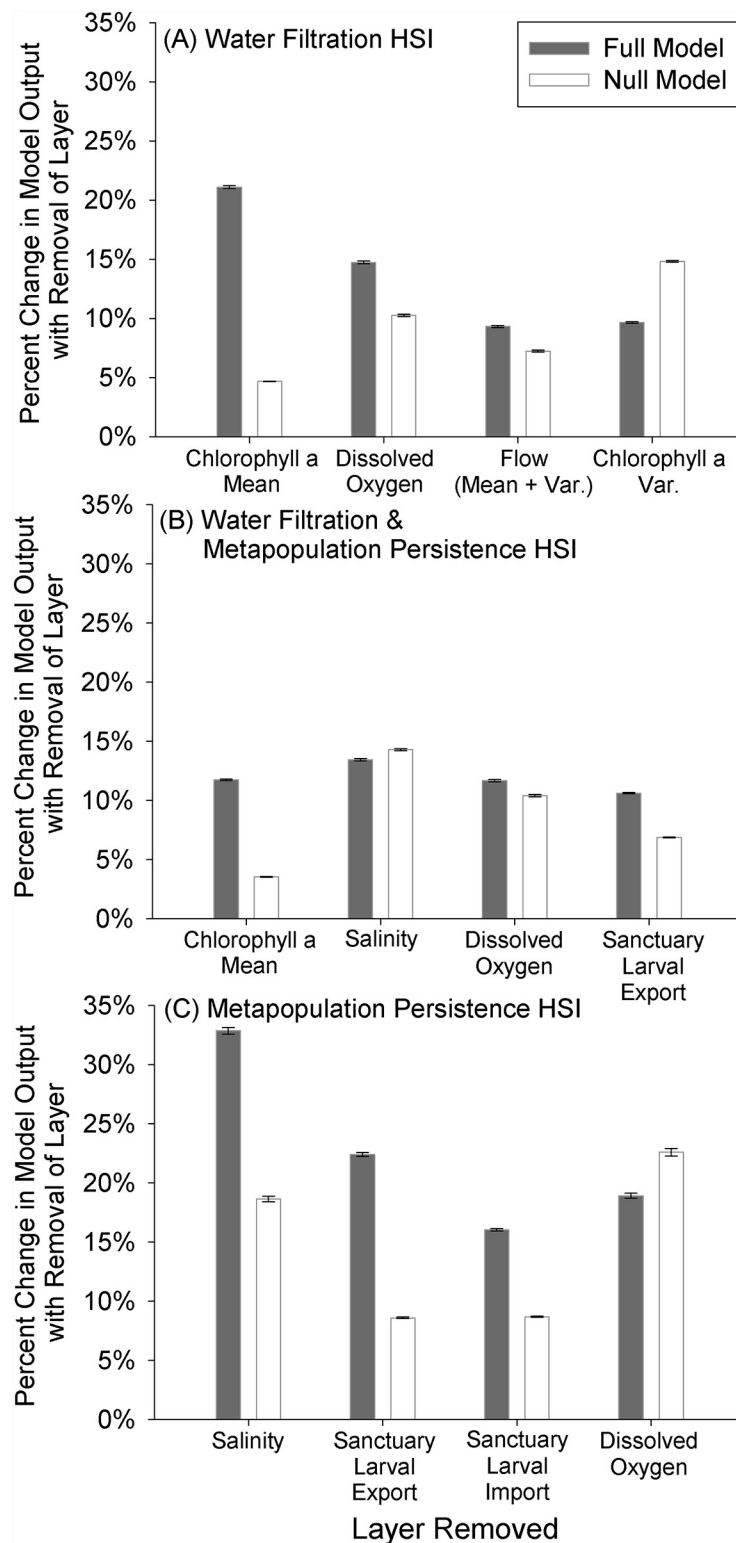 (A) Water Filtration HSI
Full Model
Null Model
Percent Change in Model Output
with Removal of Layer
35%
30%
25%
20%
15%
10%
5%
0%
Chlorophyll a
Mean
Dissolved
Oxygen
Flow
(Mean + Var.)
Chlorophyll a
Var.
(B) Water Filtration &
Metapopulation Persistence HSI
Percent Change in Model Output
with Removal of Layer
35%
30%
25%
20%
15%
10%
5%
0%
Chlorophyll a
Mean
Salinity
Dissolved
Oxygen
Sanctuary
Larval
Export
(C) Metapopulation Persistence HSI
Percent Change in Model Output
with Removal of Layer
35%
30%
25%
20%
15%
10%
5%
0%
Salinity
Sanctuary
Larval
Export
Sanctuary
Larval
Import
Dissolved
Oxygen
Layer Removed